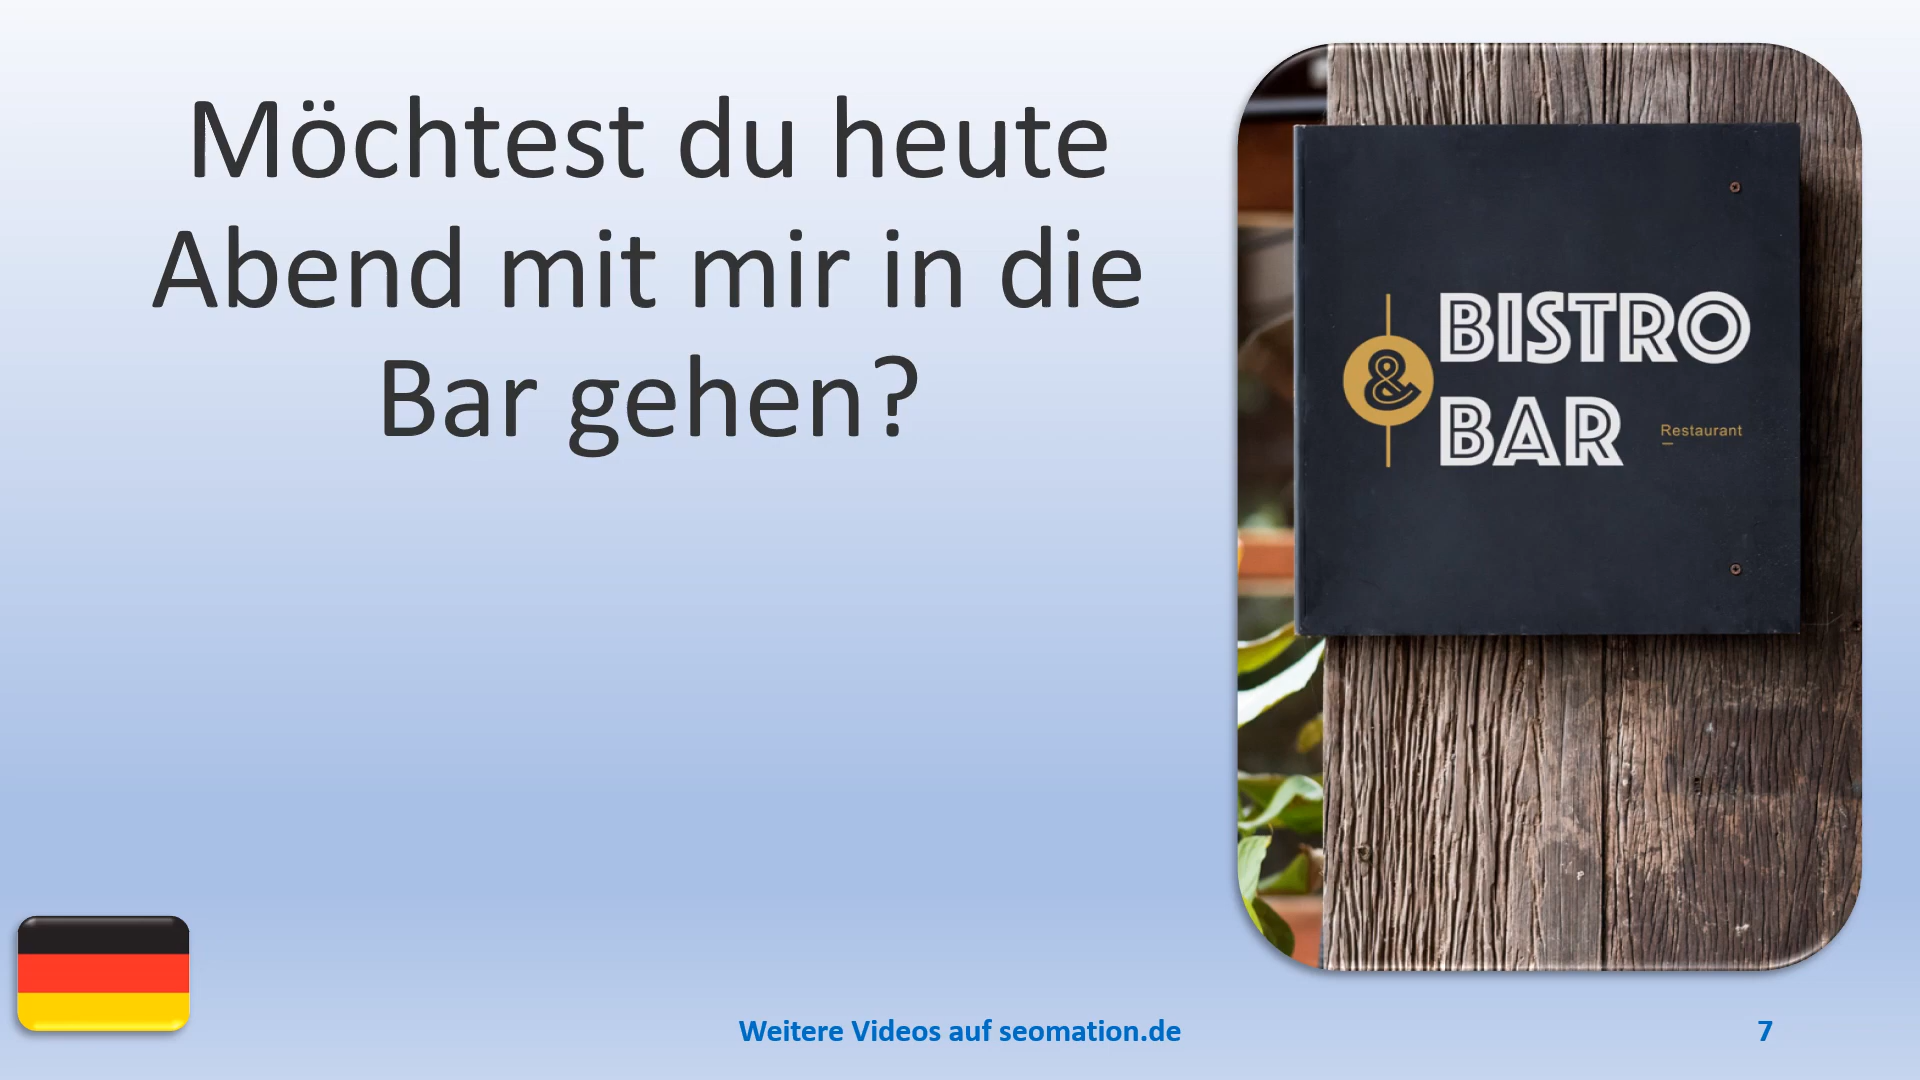 Möchtest du heute
Abend mit mir in die
Bar gehen?
&
BISTRO
BAR
Restaurant
Weitere Videos auf seomation.de
7